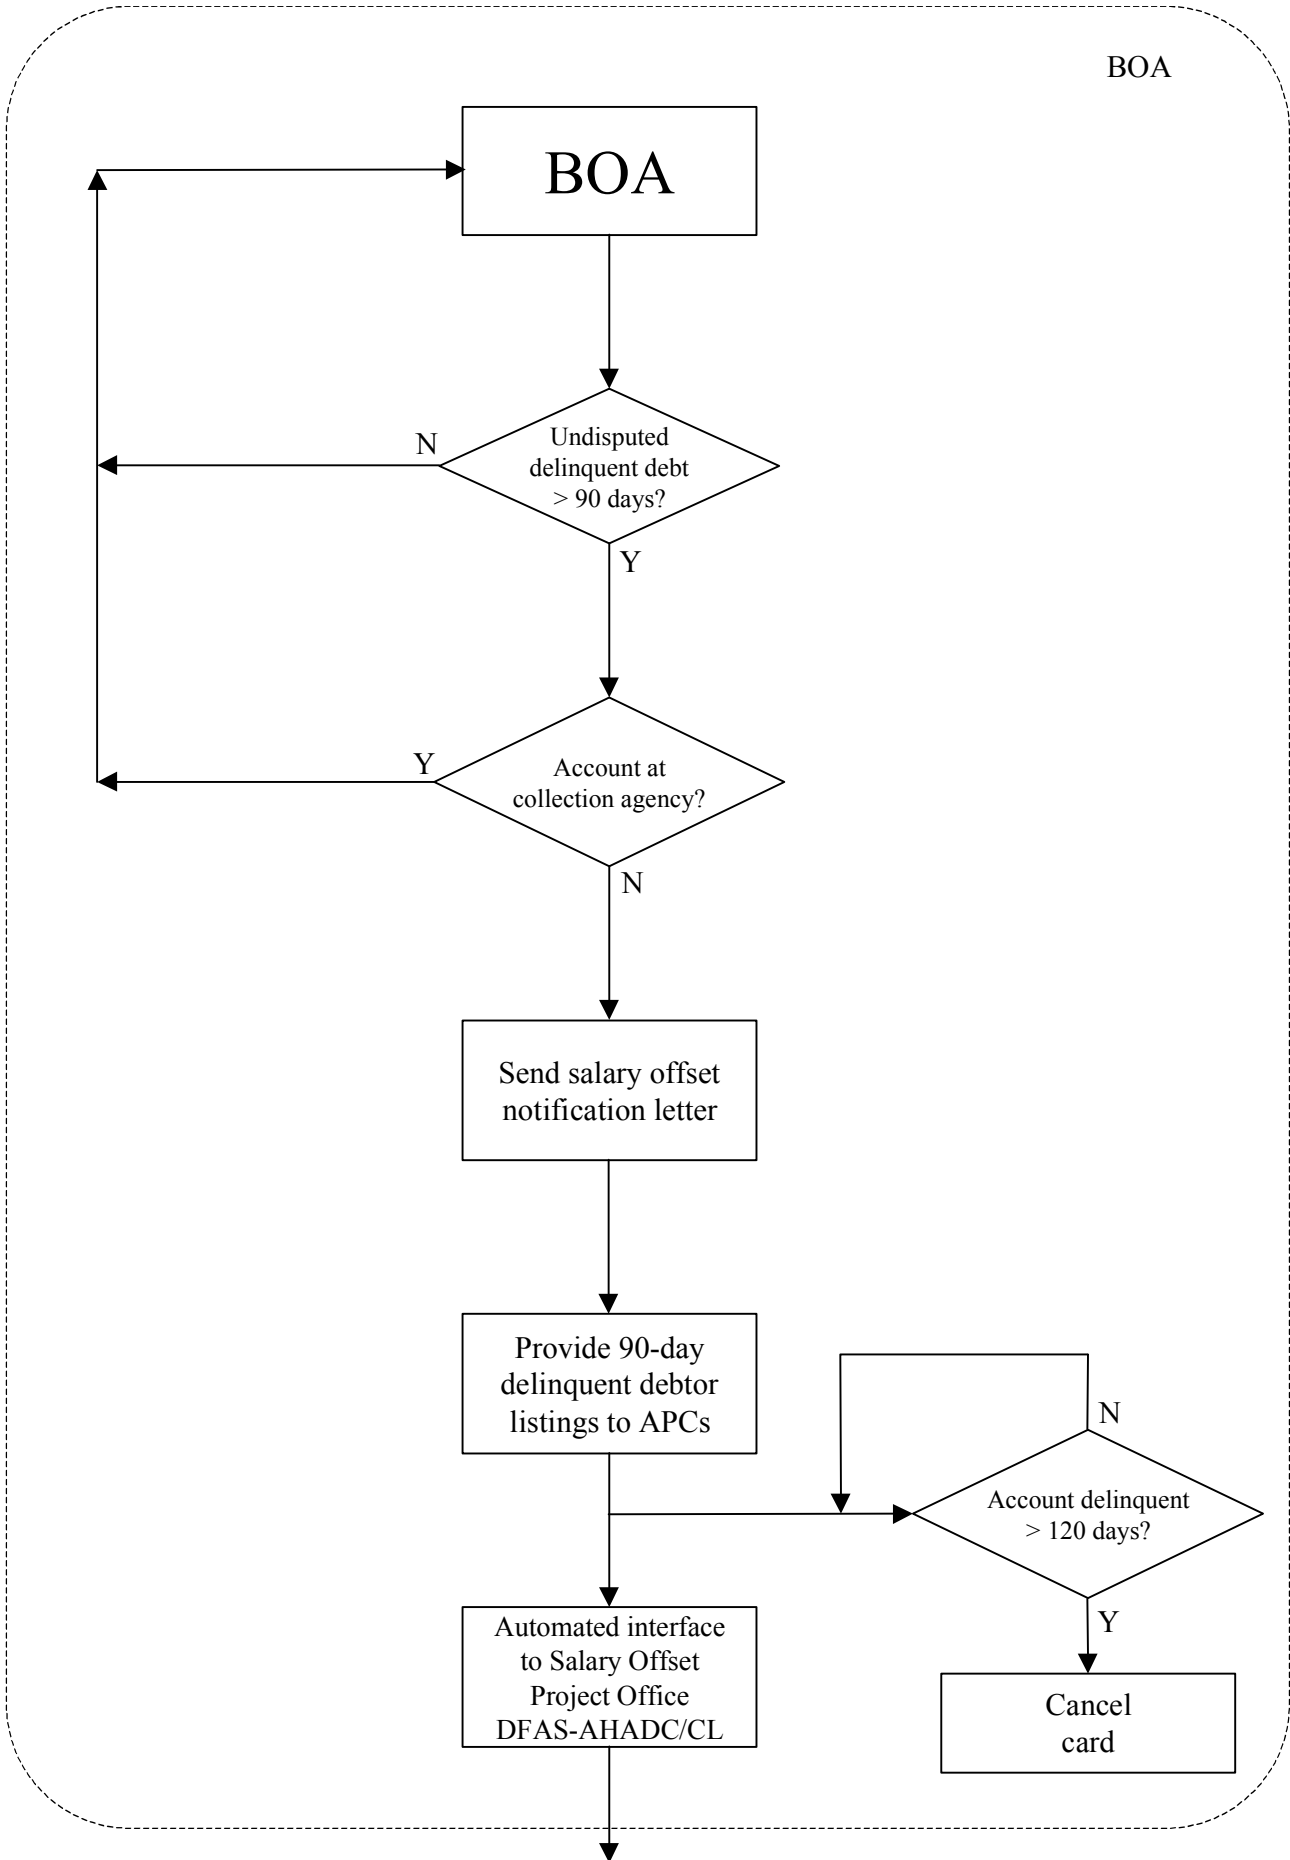 BOA
BOA
N
Undisputed
delinquent debt
> 90 days?
Y
Y
Account at
collection agency?
N
Send salary offset
notification letter
Provide 90-day
delinquent debtor
listings to APCs
N
Account delinquent
> 120 days?
Y
Automated interface
to Salary Offset
Project Office
DFAS-AHADC/CL
Cancel
card